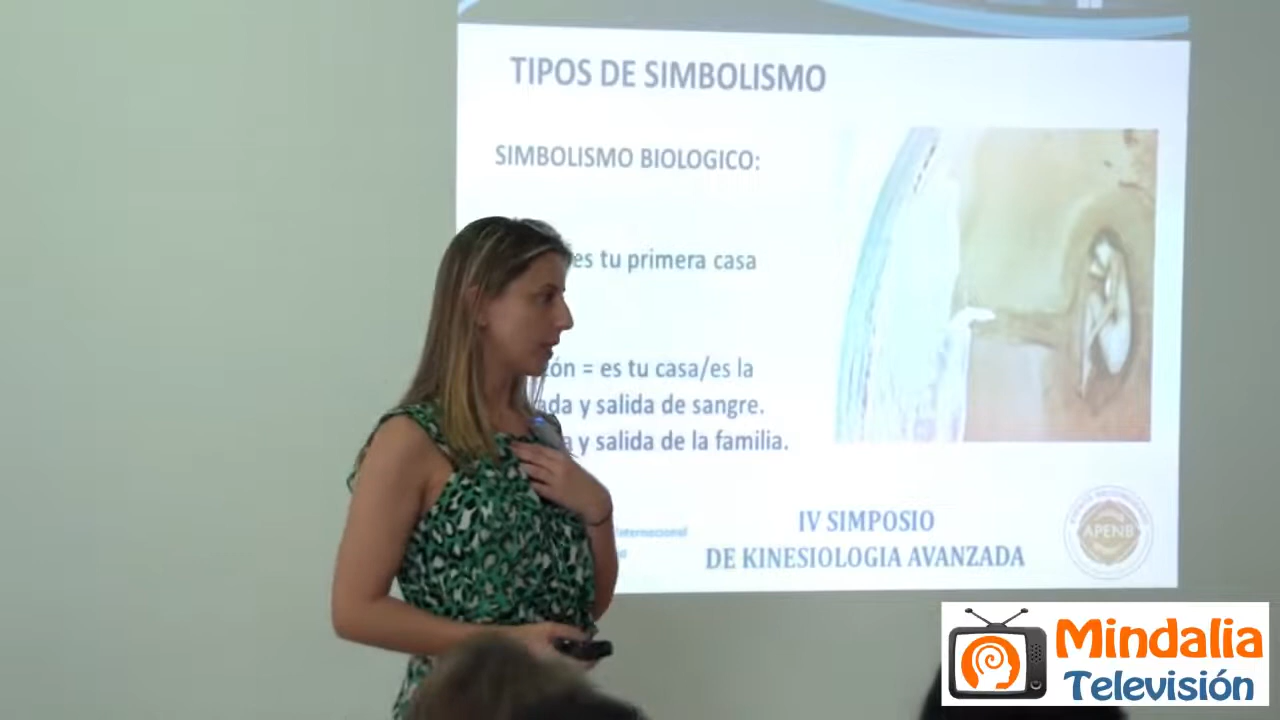 TIPOS DE SIMBOLISMO
SIMBOLISMO BIOLOGICO:
es tu primera casa
ón = es tu casa/es la
ada y salida de sangre.
a y salida de la familia.
Internacional
IV SIMPOSIO
DE KINESIOLOGIA AVANZADA
APENB
Mindalia
Televisión